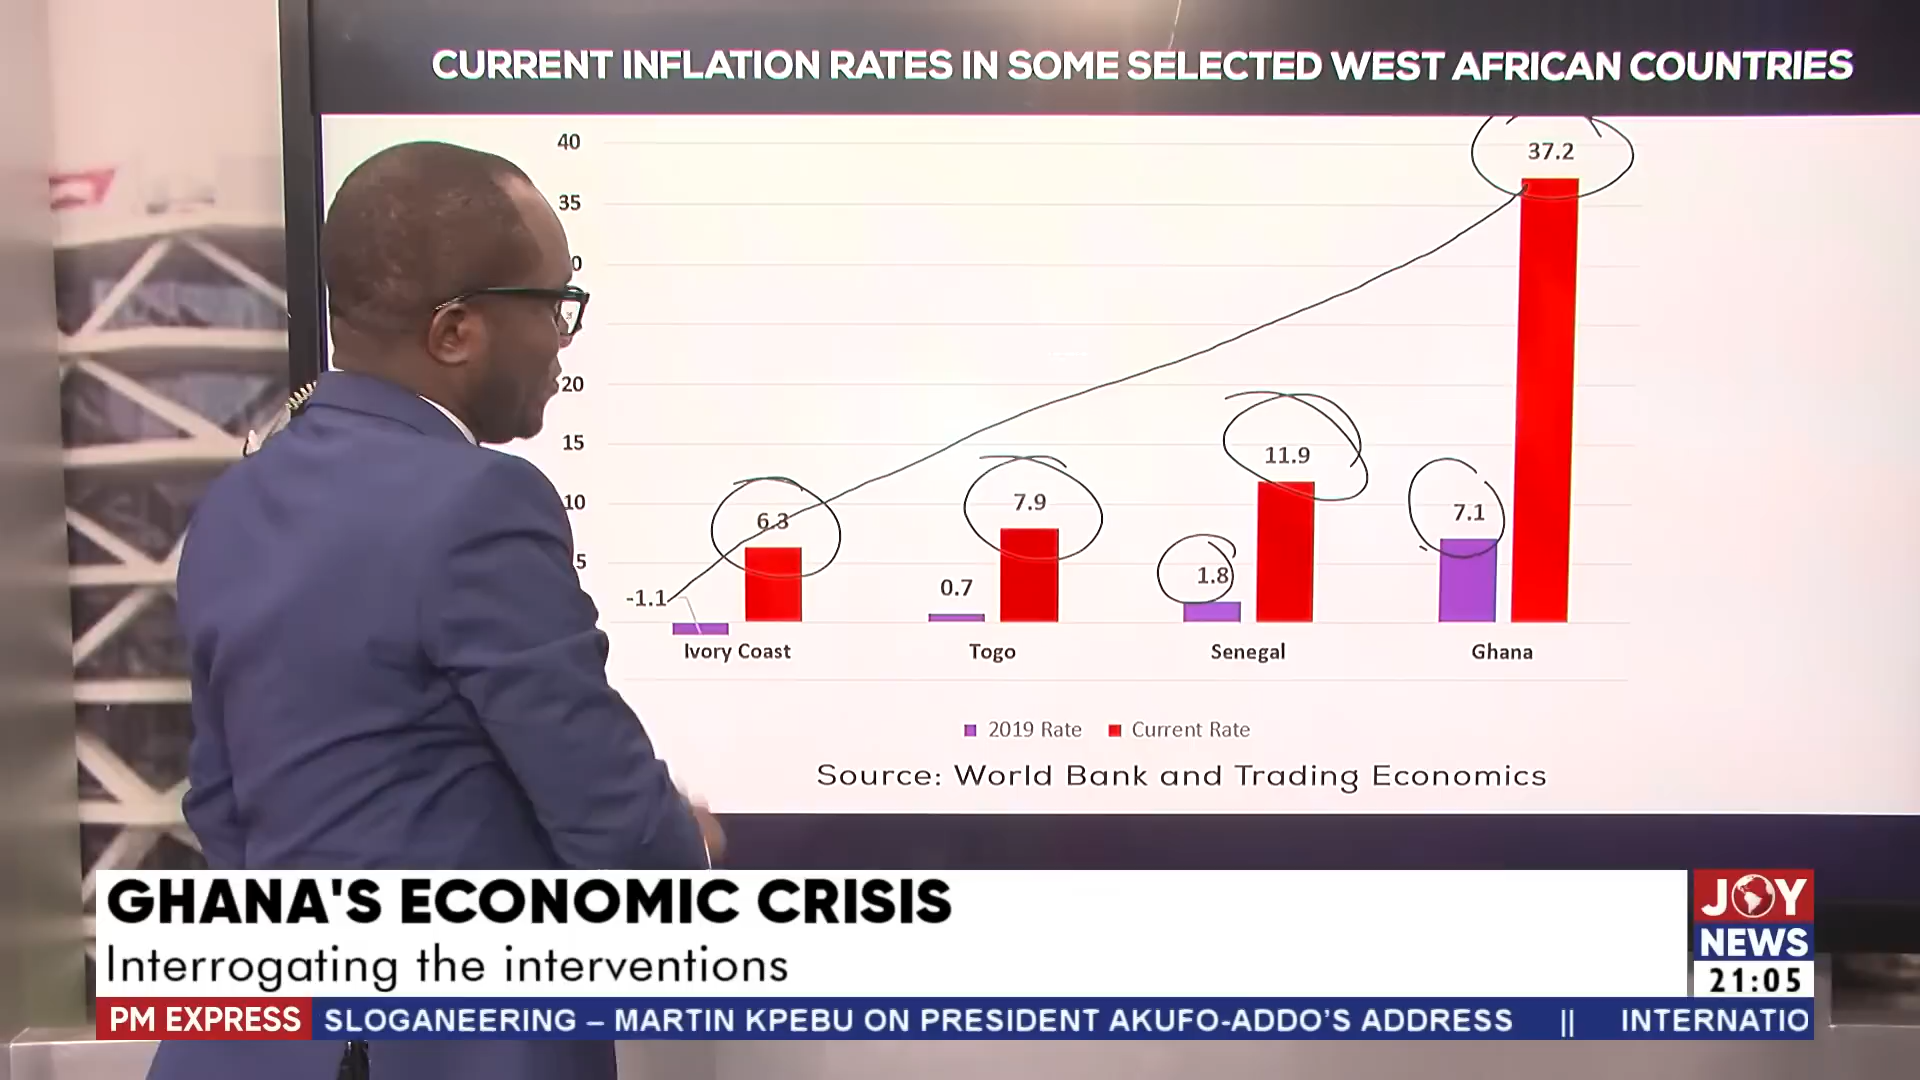 CURRENT INFLATION RATES IN SOME SELECTED WEST AFRICAN COUNTRIES
40
35
0
20
15
10
5
37.2
11.9
7.9
7.1
6.3
1.8
0.7
-1.1
Ivory Coast
Togo
Senegal
Ghana
2019 Rate
Current Rate
Source: World Bank and Trading Economics
GHANA'S ECONOMIC CRISIS
Interrogating the interventions
JOY
NEWS
21:05
PM EXPRESS
SLOGANEERING – MARTIN KPEBU ON PRESIDENT AKUFO-ADDO'S ADDRESS || INTERNATIO